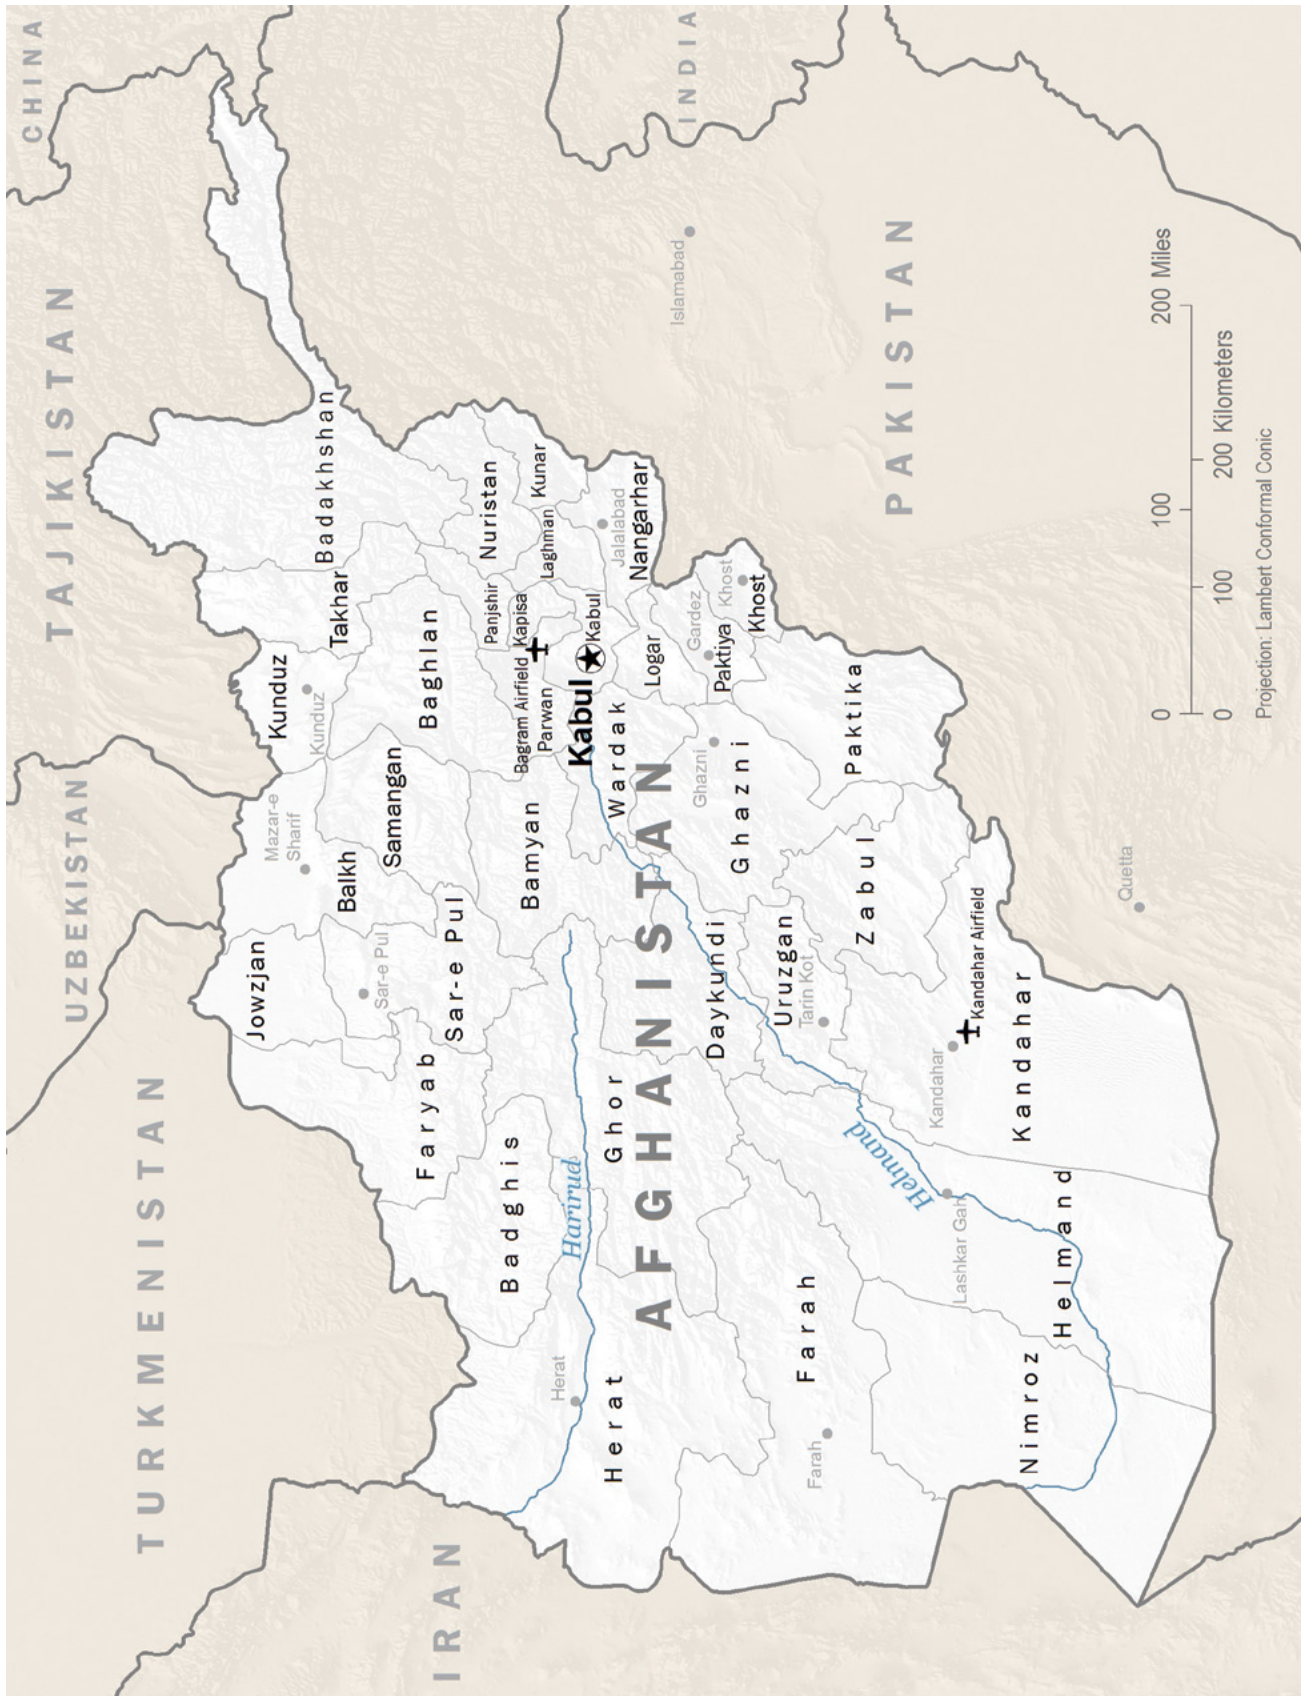 CHINA
TAJIKISTAN
UZBEKISTAN
TURKMENISTAN
IRAN
INDIA
PAKISTAN
AFGHANISTAN
Jowzjan
Balkh
Mazar-e
Sharif
Kunduz
Kunduz
Takhar
Badakhshan
Faryab
Sar-e Pul
Sar-e Pul
Samangan
Baghlan
Badghis
Bamyan
Panjshir
Nuristan
Bagram Airfield
Kapisa
Parwan
Laghman
Kunar
Harirud
Herat
Herat
Ghor
Kabul
Kabul
Wardak
Logar
Jalalabad
Nangarhar
Islamabad
Daykundi
Ghazni
Ghazni
Gardez
Paktiya
Khost
Khost
Uruzgan
Tarin Kot
Farah
Farah
Zabul
Paktika
Helmand
Kandahar
Kandahar Airfield
Kandahar
Lashkar Gah
Helmand
Nimroz
Quetta
0 100 200 Miles
0 100 200 Kilometers
Projection: Lambert Conformal Conic